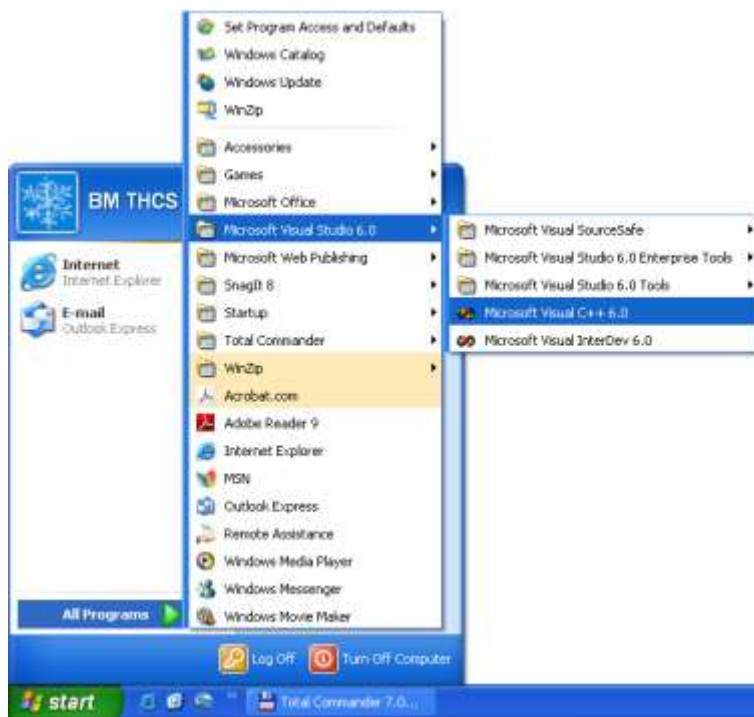 Set Program Access and Defaults
Windows Catalog
Windows Update
WinZip
Accessories
Games
Microsoft Office
Microsoft Visual Studio 6.0
Microsoft Web Publishing
SnagIt 8
Startup
Total Commander
WinZip
Acrobat.com
Adobe Reader 9
Internet Explorer
MSN
Outlook Express
Remote Assistance
Windows Media Player
Windows Messenger
Windows Movie Maker
BM THCS
Internet
Internet Explorer
E-mail
Outlook Express
All Programs
Microsoft Visual SourceSafe
Microsoft Visual Studio 6.0 Enterprise Tools
Microsoft Visual Studio 6.0 Tools
Microsoft Visual C++ 6.0
Microsoft Visual InterDev 6.0
Log Off
Turn Off Computer
start
Total Commander 7.0...